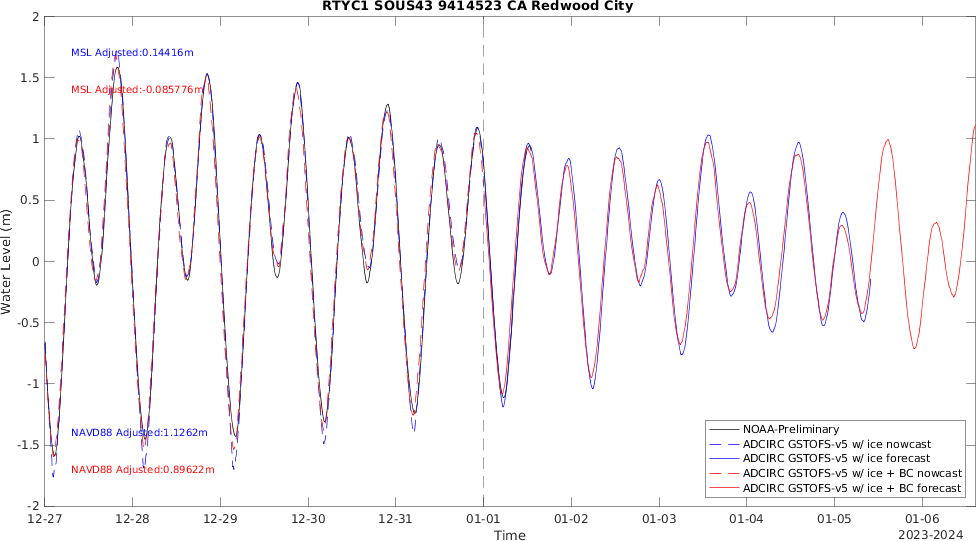 RTYC1 SOUS43 9414523 CA Redwood City
2
1.5
1
0.5
0
-0.5
-1
-1.5
-2
Water Level (m)
MSL Adjusted:0.14416m
MSL Adjusted:-0.085776m
NAVD88 Adjusted:1.1262m
NAVD88 Adjusted:0.89622m
NOAA-Preliminary
ADCIRC GSTOFS-v5 w/ ice nowcast
ADCIRC GSTOFS-v5 w/ ice forecast
ADCIRC GSTOFS-v5 w/ ice + BC nowcast
ADCIRC GSTOFS-v5 w/ ice + BC forecast
12-27 12-28 12-29 12-30 12-31 01-01 01-02 01-03 01-04 01-05 01-06
Time
2023-2024